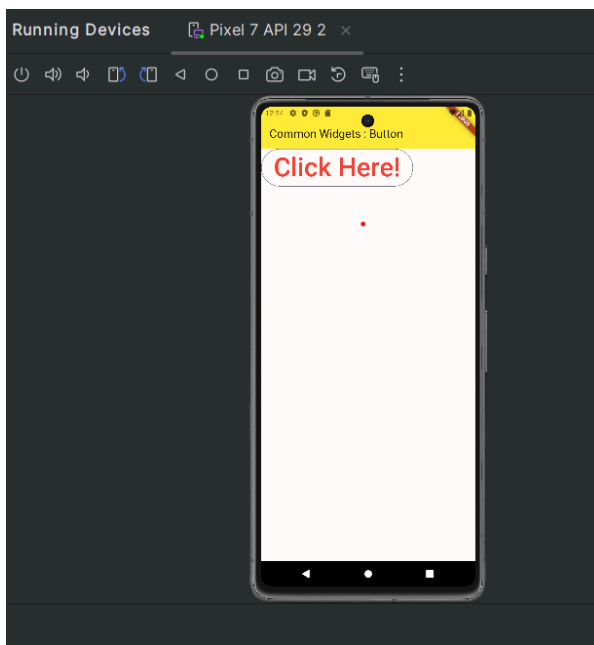 Running Devices
Pixel 7 API 29 2
Common Widgets : Button
Click Here!